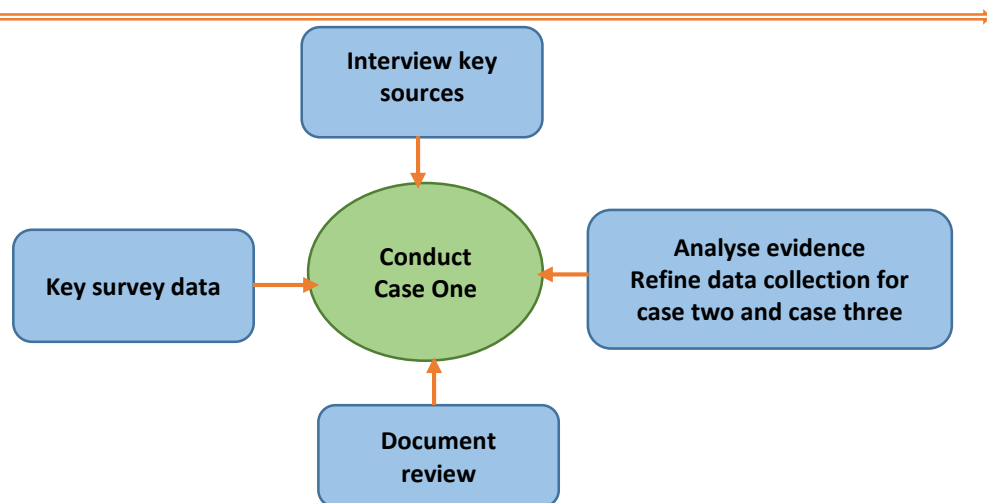 Interview key
sources
Key survey data
Conduct
Case One
Analyse evidence
Refine data collection for
case two and case three
Document
review